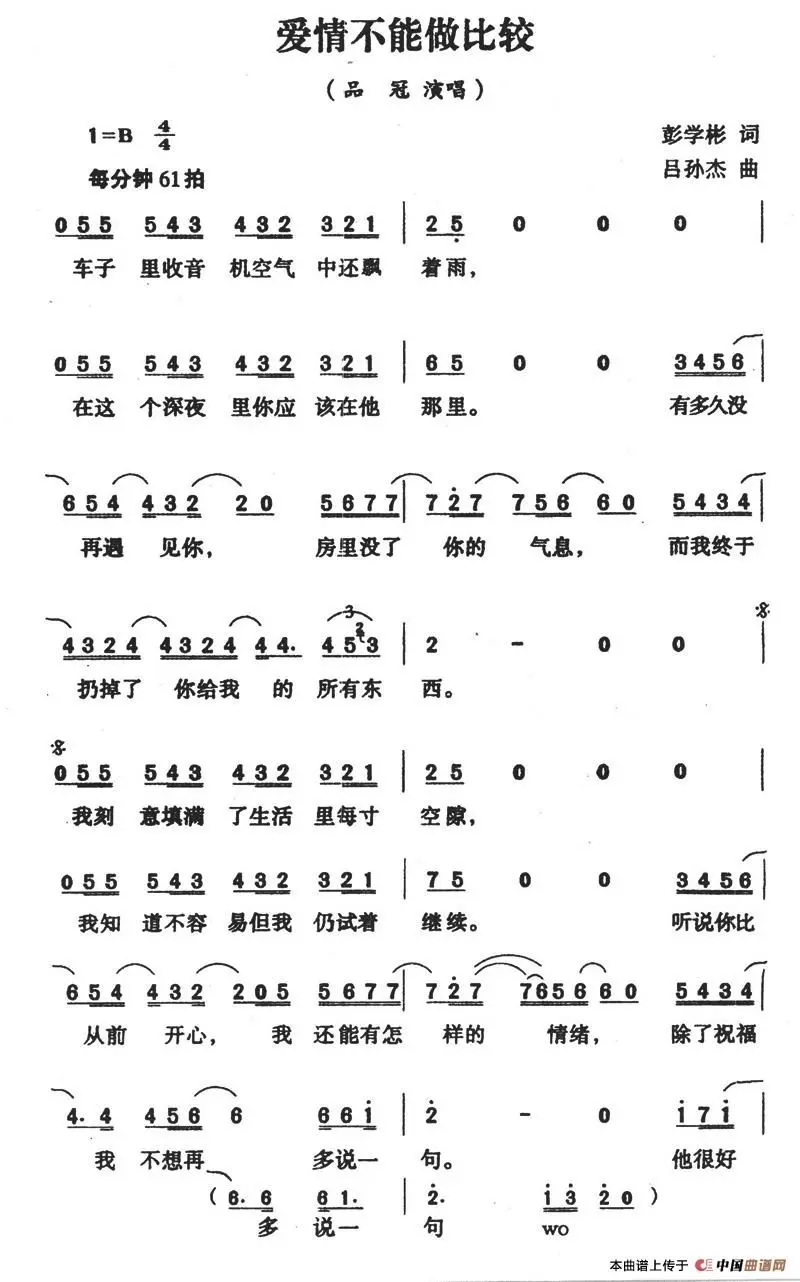 爱情不能做比较
（品 冠 演唱）
1=B 4/4
彭学彬 词
每分钟61拍
吕孙杰 曲
055 543 432 321 | 25 0 0 0 |
车子 里收音 机空气 中还飘 着雨，
055 543 432 321 | 65 0 0 3456 |
在这 个深夜 里你应 该在他 那里。 有多久没
654 432 20 5677 | 727 756 60 5434 |
再遇 见你， 房里没了 你的 气息， 而我终于
4324 4324 44. 4523 | 2 - 0 0 |
3
扔掉了 你给我 的 所有东 西。
055 543 432 321 | 25 0 0 0 |
我刻 意填满 了生活 里每寸 空隙，
055 543 432 321 | 75 0 0 3456 |
我知 道不容 易但我 仍试着 继续。 听说你比
654 432 205 5677 | 727 7656 60 5434 |
从前 开心， 我 还能有怎 样的 情绪， 除了祝福
4. 4 456 6 661 | 2 - 0 171 |
我 不想再 多说一 句。 他很好
（6. 6 61. | 2. 13 20）
多 说一 句 wo
本曲谱上传于 中国曲谱网